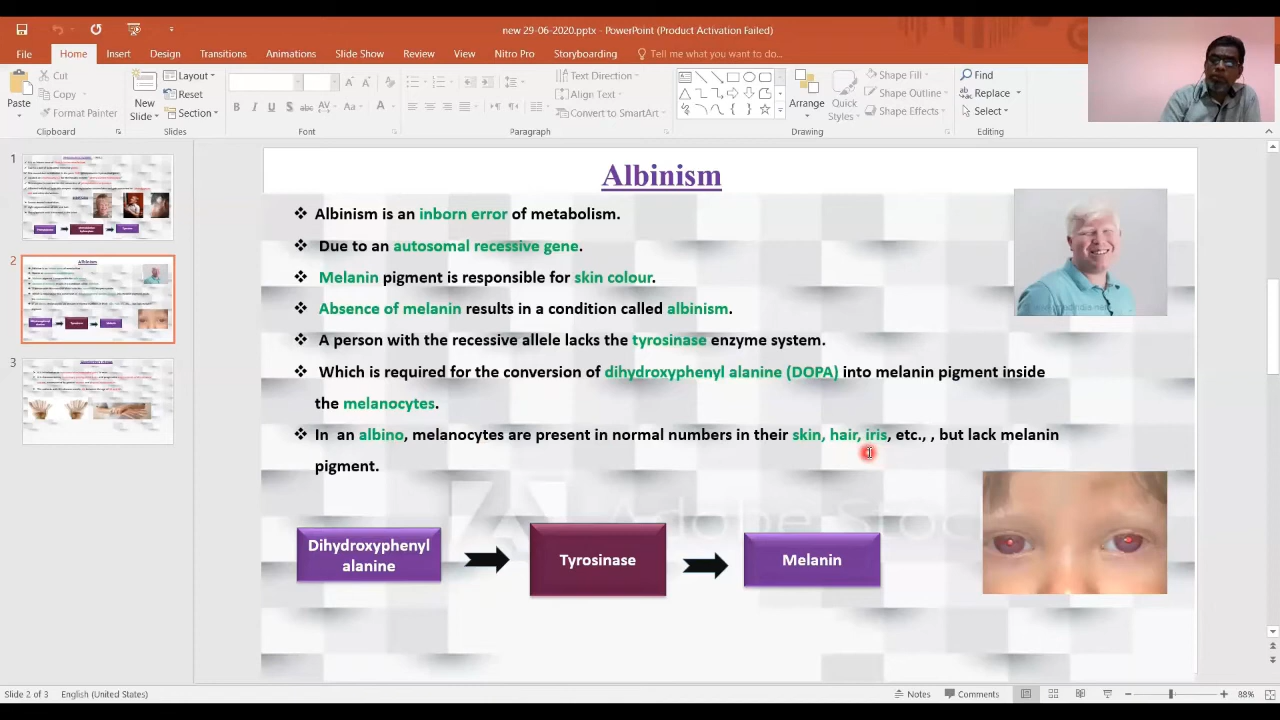 new 29-06-2020.pptx - PowerPoint (Product Activation Failed)
File Home Insert Design Transitions Animations Slide Show Review View Nitro Pro Storyboarding Tell me what you want to do...
Paste
Cut
Copy
Format Painter
Clipboard
New Slide
Layout
Reset
Section
Slides
Font
Text Direction
Align Text
Convert to SmartArt
Paragraph
Arrange
Quick Styles
Shape Fill
Shape Outline
Shape Effects
Drawing
Find
Replace
Select
Editing
1
2
3
Albinism
❖ Albinism is an inborn error of metabolism.
❖ Due to an autosomal recessive gene.
❖ Melanin pigment is responsible for skin colour.
❖ Absence of melanin results in a condition called albinism.
❖ A person with the recessive allele lacks the tyrosinase enzyme system.
❖ Which is required for the conversion of dihydroxyphenyl alanine (DOPA) into melanin pigment inside
the melanocytes.
❖ In an albino, melanocytes are present in normal numbers in their skin, hair, iris, etc., , but lack melanin
pigment.
Dihydroxyphenyl
alanine
Tyrosinase
Melanin
Adobe Stoc
Slide 2 of 3 English (United States) Notes Comments 88%